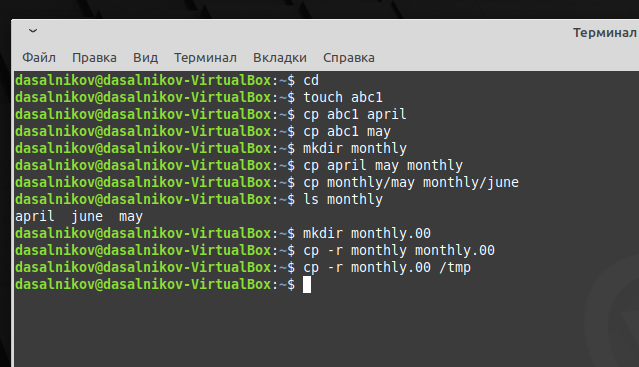 Терминал
Файл Правка Вид Терминал Вкладки Справка
dasalnikov@dasalnikov-VirtualBox:~$ cd
dasalnikov@dasalnikov-VirtualBox:~$ touch abc1
dasalnikov@dasalnikov-VirtualBox:~$ cp abc1 april
dasalnikov@dasalnikov-VirtualBox:~$ cp abc1 may
dasalnikov@dasalnikov-VirtualBox:~$ mkdir monthly
dasalnikov@dasalnikov-VirtualBox:~$ cp april may monthly
dasalnikov@dasalnikov-VirtualBox:~$ cp monthly/may monthly/june
dasalnikov@dasalnikov-VirtualBox:~$ ls monthly
april  june  may
dasalnikov@dasalnikov-VirtualBox:~$ mkdir monthly.00
dasalnikov@dasalnikov-VirtualBox:~$ cp -r monthly monthly.00
dasalnikov@dasalnikov-VirtualBox:~$ cp -r monthly.00 /tmp
dasalnikov@dasalnikov-VirtualBox:~$